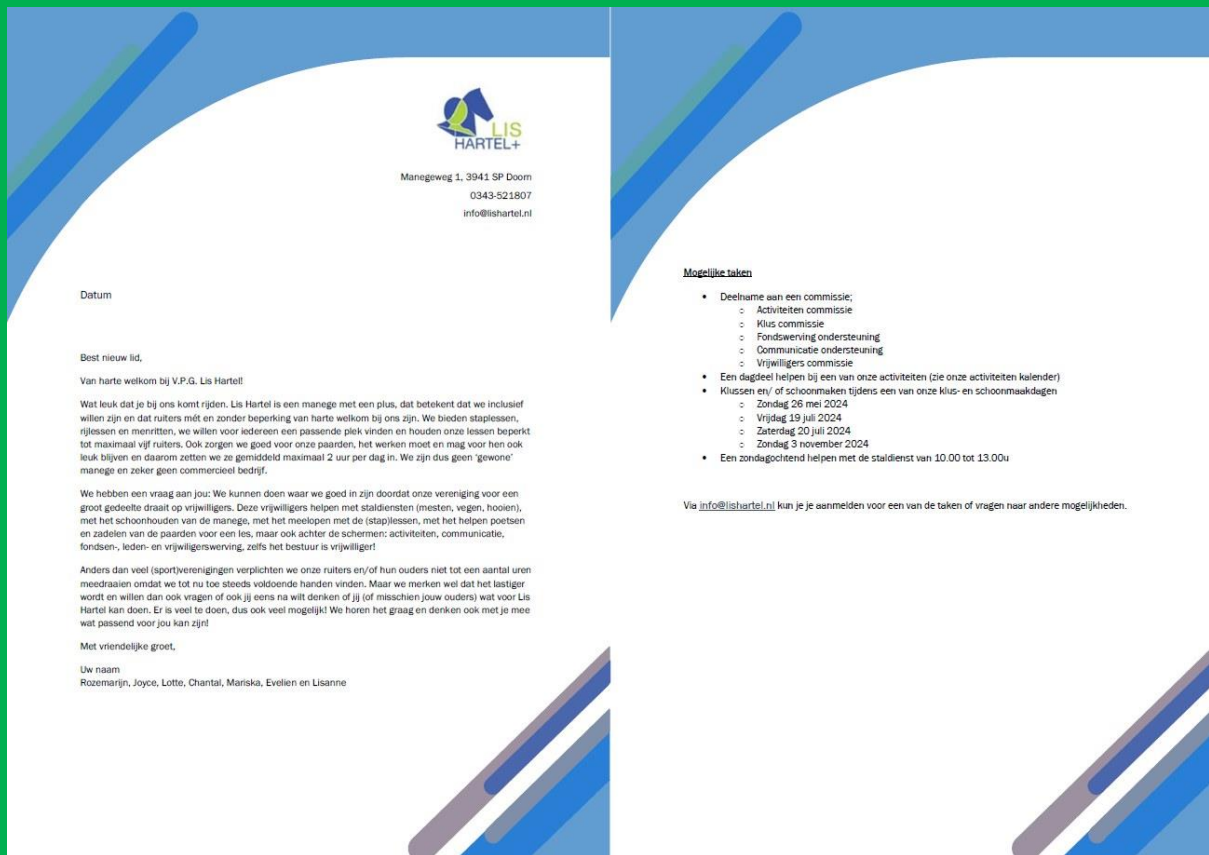 LIS
HARTEL+
Manegeweg 1, 3941 SP Doorn
0343-521807
info@lishartel.nl
Datum
Best nieuw lid,
Van harte welkom bij V.P.G. Lis Hartel!
Wat leuk dat je bij ons komt rijden. Lis Hartel is een manege met een plus, dat betekent dat we inclusief
willen zijn en dat ruiters mét en zonder beperking van harte welkom bij ons zijn. We bieden staplessen,
rijlessen en menritten, we willen voor iedereen een passende plek vinden en houden onze lessen beperkt
tot maximaal vijf ruiters. Ook zorgen we goed voor onze paarden, het werken moet en mag voor hen ook
leuk blijven en daarom zetten we ze gemiddeld maximaal 2 uur per dag in. We zijn dus geen ‘gewone’
manege en zeker geen commercieel bedrijf.
We hebben een vraag aan jou: We kunnen doen waar we goed in zijn doordat onze vereniging voor een
groot gedeelte draait op vrijwilligers. Deze vrijwilligers helpen met staldiensten (mesten, vegen, hooien),
met het schoonhouden van de manege, met het meelopen met de (stap)lessen, met het helpen poetsen
en zadelen van de paarden voor een les, maar ook achter de schermen: activiteiten, communicatie,
fondsen-, leden- en vrijwiligerswerving, zelfs het bestuur is vrijwilliger!
Anders dan veel (sport)verenigingen verplichten we onze ruiters en/of hun ouders niet tot een aantal uren
meedraaien omdat we tot nu toe steeds voldoende handen vinden. Maar we merken wel dat het lastiger
wordt en willen dan ook vragen of ook jij eens na wilt denken of jij (of misschien jouw ouders) wat voor Lis
Hartel kan doen. Er is veel te doen, dus ook veel mogelijk! We horen het graag en denken ook met je mee
wat passend voor jou kan zijn!
Met vriendelijke groet,
Uw naam
Rozemarijn, Joyce, Lotte, Chantal, Mariska, Evelien en Lisanne
Mogelijke taken
• Deelname aan een commissie;
○ Activiteiten commissie
○ Klus commissie
○ Fondswerving ondersteuning
○ Communicatie ondersteuning
○ Vrijwilligers commissie
• Een dagdeel helpen bij een van onze activiteiten (zie onze activiteiten kalender)
• Klussen en/ of schoonmaken tijdens een van onze klus- en schoonmaakdagen
○ Zondag 26 mei 2024
○ Vrijdag 19 juli 2024
○ Zaterdag 20 juli 2024
○ Zondag 3 november 2024
• Een zondagochtend helpen met de staldienst van 10.00 tot 13.00u
Via info@lishartel.nl kun je je aanmelden voor een van de taken of vragen naar andere mogelijkheden.